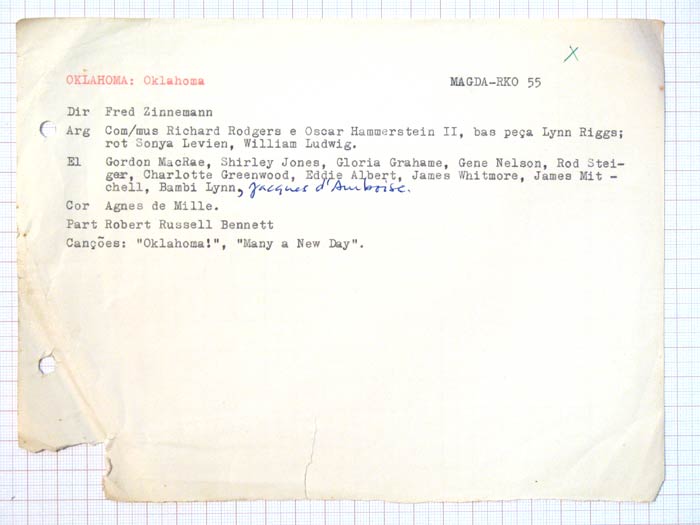 X
OKLAHOMA: Oklahoma MAGDA-RKO 55
Dir Fred Zinnemann
Arg Com/mus Richard Rodgers e Oscar Hammerstein II, bas peça Lynn Riggs;
rot Sonya Levien, William Ludwig.
El Gordon MacRae, Shirley Jones, Gloria Grahame, Gene Nelson, Rod Stei-
ger, Charlotte Greenwood, Eddie Albert, James Whitmore, James Mit -
chell, Bambi Lynn, Jacques d'Amboise.
Cor Agnes de Mille.
Part Robert Russell Bennett
Canções: "Oklahoma!", "Many a New Day".